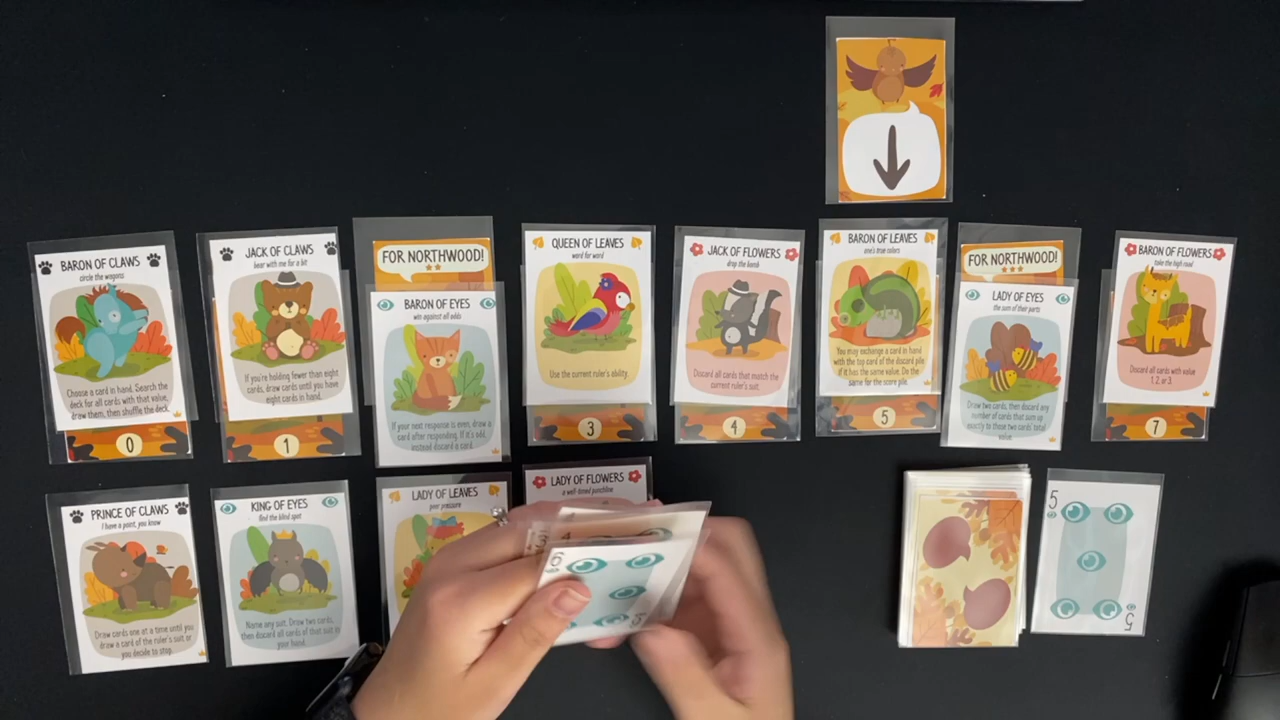 BARON OF CLAWS
circle the wagons
Choose a card in hand. Search the
deck for all cards with that value,
draw them, then shuffle the deck.
0
JACK OF CLAWS
bear with me for a bit
If you're holding fewer than eight
cards, draw cards until you have
eight cards in hand.
1
FOR NORTHWOOD!
BARON OF EYES
win against all odds
If your next response is even, draw a
card after responding. If it's odd,
instead discard a card.
QUEEN OF LEAVES
word for word
Use the current ruler's ability.
3
JACK OF FLOWERS
drop the bomb
Discard all cards that match the
current ruler's suit.
4
BARON OF LEAVES
one's true colors
You may exchange a card in hand
with the top card of the discard pile
if it has the same value. Do the
same for the score pile.
5
FOR NORTHWOOD!
LADY OF EYES
the sum of their parts
Draw two cards, then discard any
number of cards that sum up
exactly to those two cards' total
value.
BARON OF FLOWERS
take the high road
Discard all cards with value
1, 2, or 3.
7
PRINCE OF CLAWS
I have a point, you know
Draw cards one at a time until you
draw a card of the ruler's suit or
you decide to stop.
KING OF EYES
find the blind spot
Name any suit. Draw two cards,
then discard all cards of that suit in
your hand.
LADY OF LEAVES
peer pressure
LADY OF FLOWERS
a well-timed punchline
3
4
6
5
5